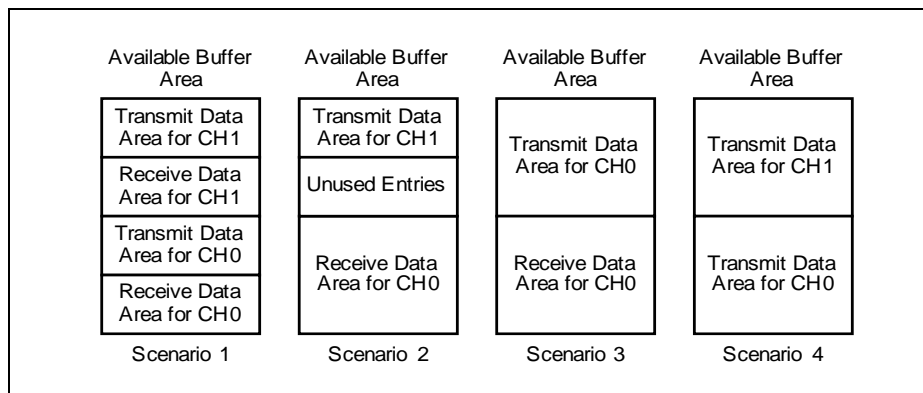 Available Buffer
Area
Transmit Data
Area for CH1
Receive Data
Area for CH1
Transmit Data
Area for CH0
Receive Data
Area for CH0
Scenario 1
Available Buffer
Area
Transmit Data
Area for CH1
Unused Entries
Receive Data
Area for CH0
Scenario 2
Available Buffer
Area
Transmit Data
Area for CH0
Receive Data
Area for CH0
Scenario 3
Available Buffer
Area
Transmit Data
Area for CH1
Transmit Data
Area for CH0
Scenario 4